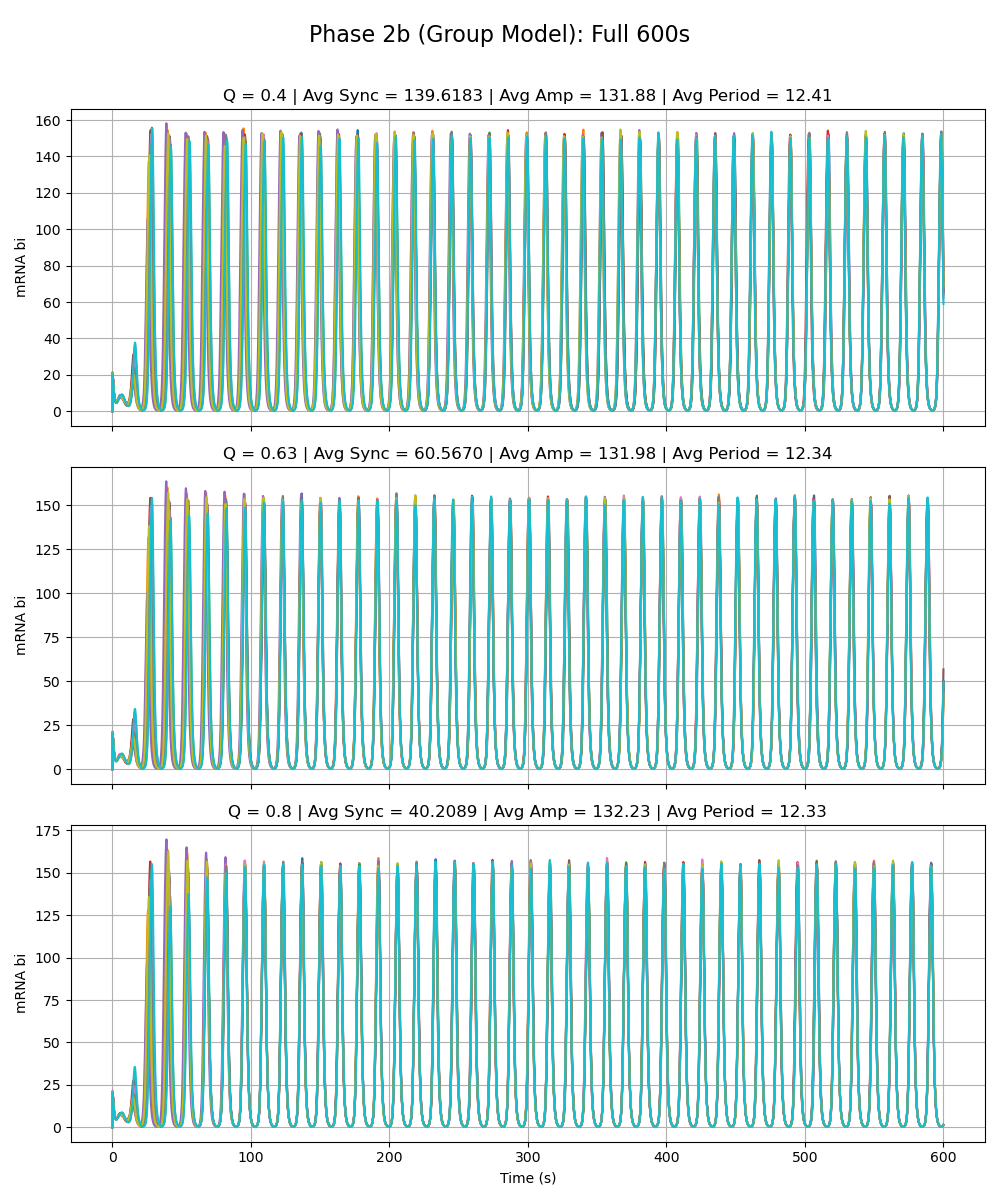 Phase 2b (Group Model): Full 600s
Q = 0.4 | Avg Sync = 139.6183 | Avg Amp = 131.88 | Avg Period = 12.41
160
140
120
100
80
60
40
20
0
mRNA bi
Q = 0.63 | Avg Sync = 60.5670 | Avg Amp = 131.98 | Avg Period = 12.34
150
125
100
75
50
25
0
mRNA bi
Q = 0.8 | Avg Sync = 40.2089 | Avg Amp = 132.23 | Avg Period = 12.33
175
150
125
100
75
50
25
0
mRNA bi
0 100 200 300 400 500 600
Time (s)